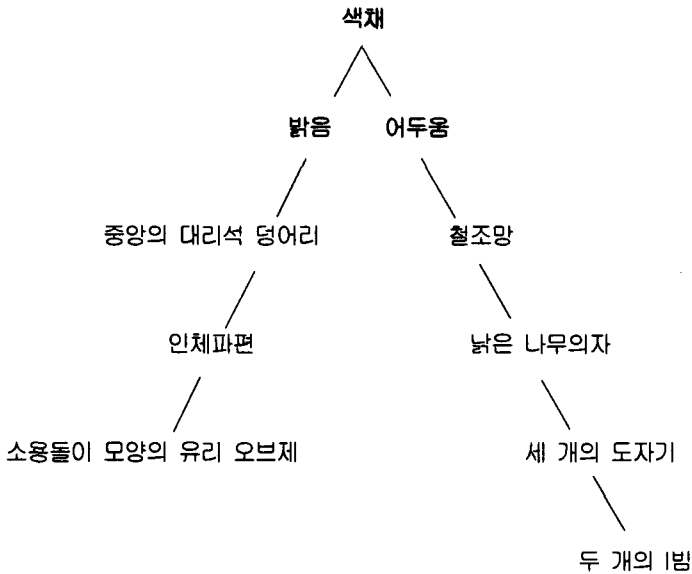 색채
밝음 어두움
중앙의 대리석 덩어리 철조망
인체파편 낡은 나무의자
소용돌이 모양의 유리 오브제 세 개의 도자기
두 개의 I빔